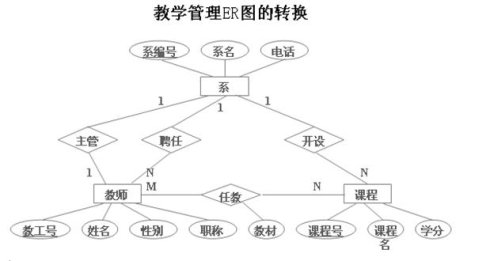 教学管理ER图的转换
系编号 系名 电话
系
1 1 1
主管 聘任 开设
1 N N
M N
教师 任教 课程
教工号 姓名 性别 职称 教材 课程号 课程名 学分